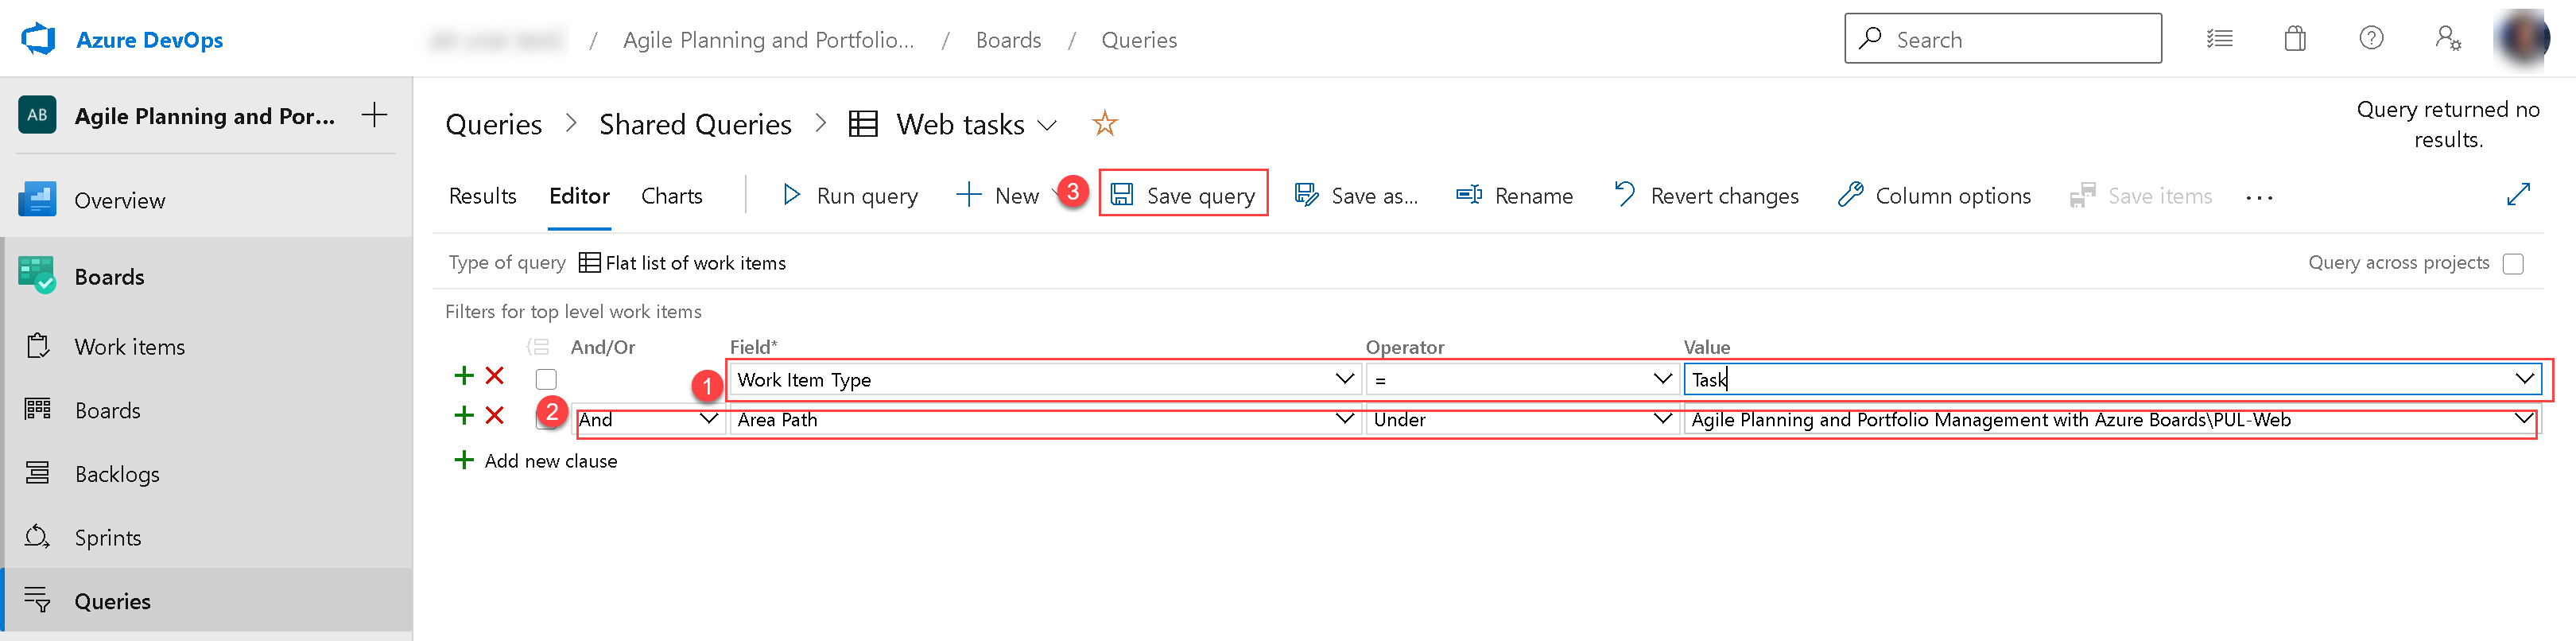 Azure DevOps
/ Agile Planning and Portfolio... / Boards / Queries
Search
AB
Agile Planning and Por...
Queries > Shared Queries > Web tasks
Query returned no
results.
Overview
Results Editor Charts Run query New 3 Save query Save as... Rename Revert changes Column options Save items ...
Type of query Flat list of work items
Query across projects
Boards
Filters for top level work items
Work items
And/Or Field* Operator Value
1 Work Item Type = Task
Boards
2 And Area Path Under Agile Planning and Portfolio Management with Azure Boards\PUL-Web
Add new clause
Backlogs
Sprints
Queries